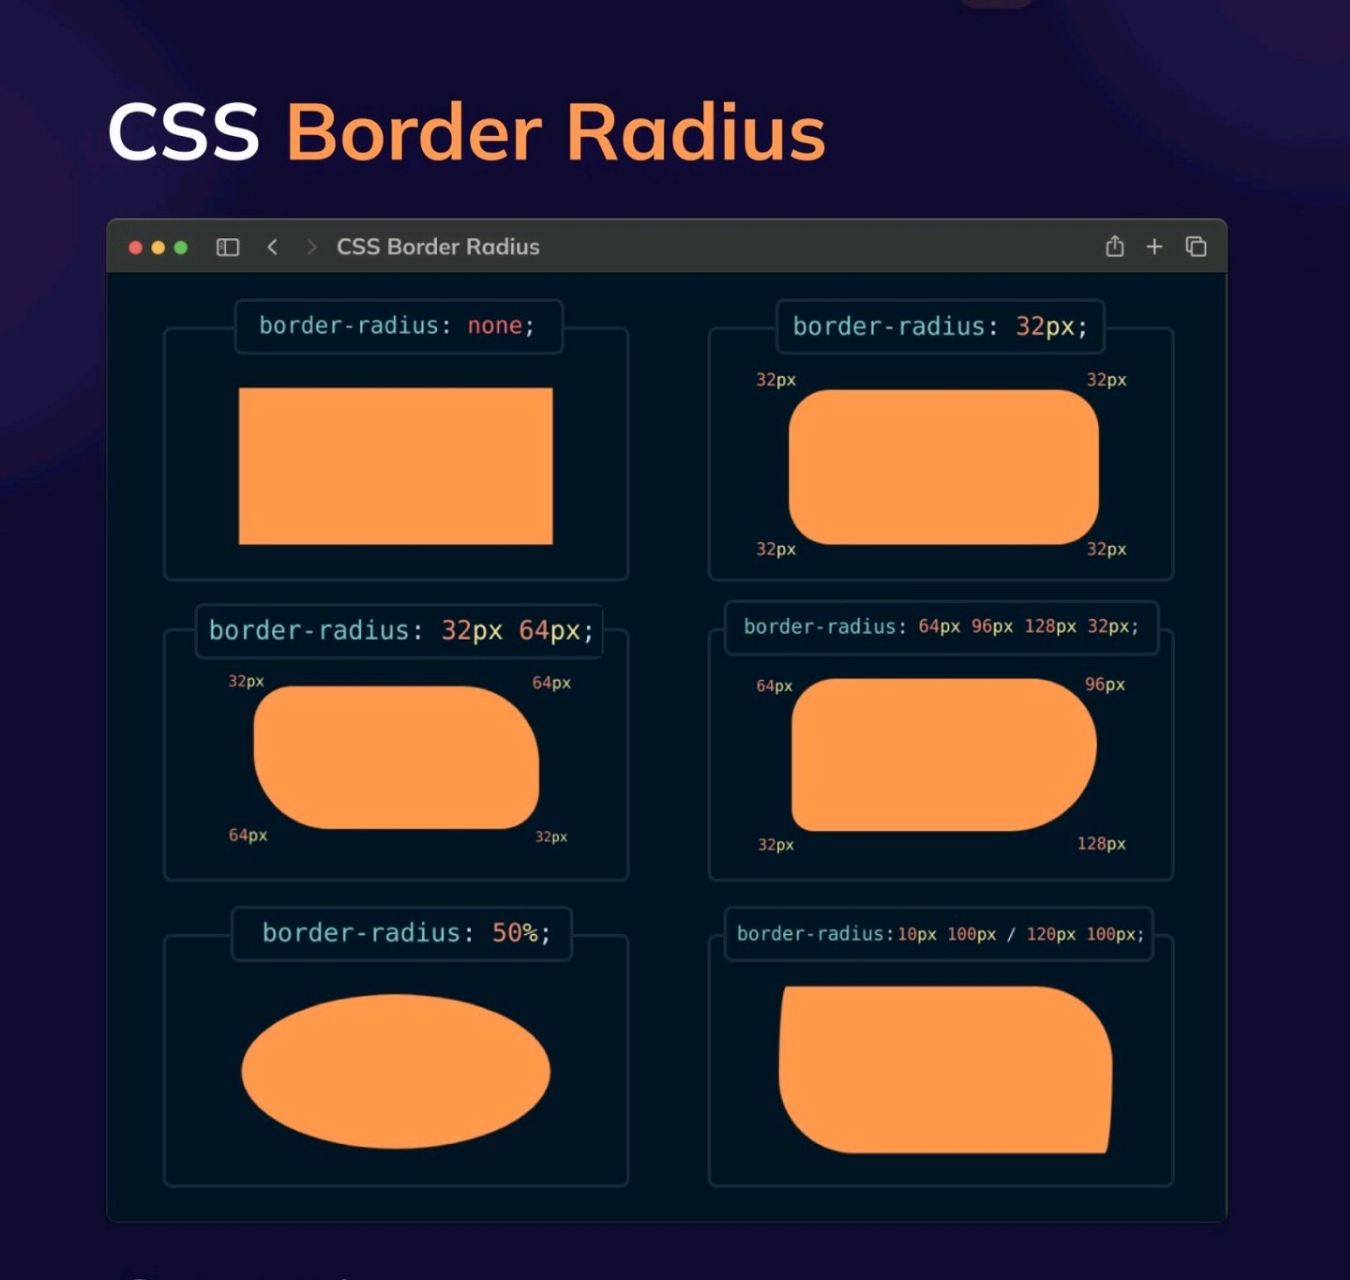 CSS Border Radius
CSS Border Radius
border-radius: none;
border-radius: 32px;
32px 32px
32px 32px
border-radius: 32px 64px;
32px 64px
64px 32px
border-radius: 64px 96px 128px 32px;
64px 96px
32px 128px
border-radius: 50%;
border-radius:10px 100px / 120px 100px;